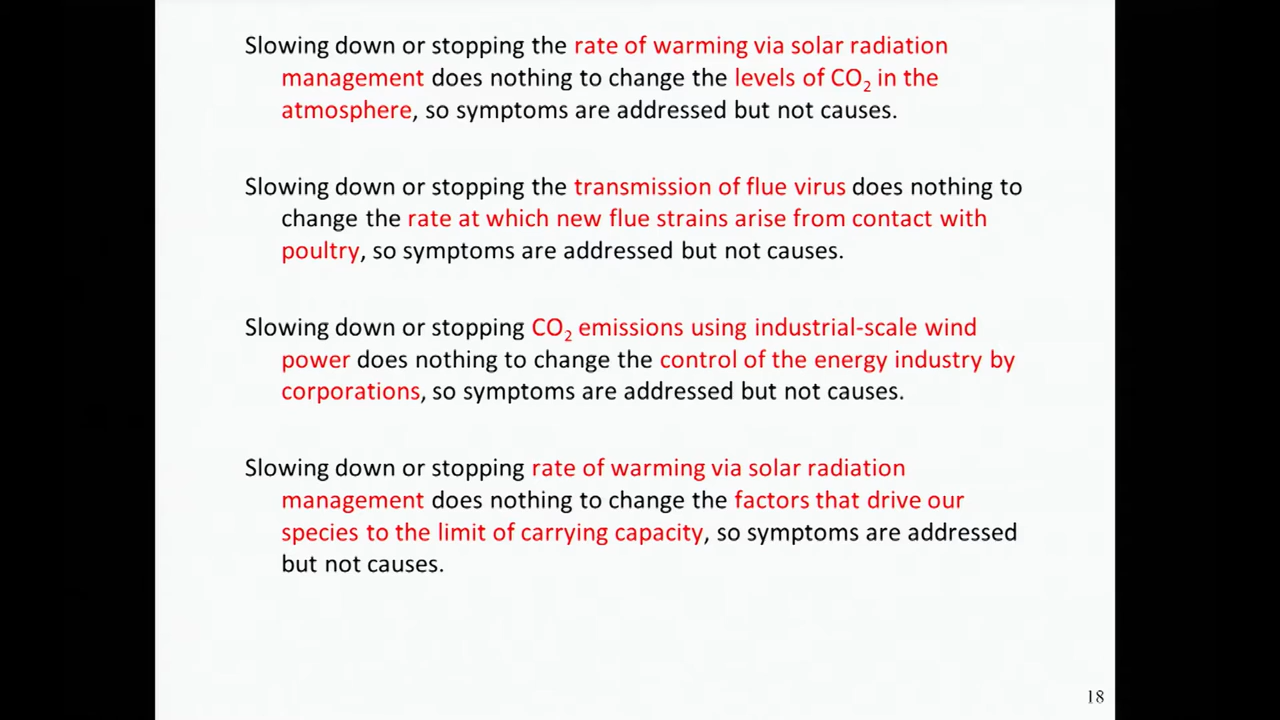 Slowing down or stopping the rate of warming via solar radiation
management does nothing to change the levels of CO₂ in the
atmosphere, so symptoms are addressed but not causes.
Slowing down or stopping the transmission of flue virus does nothing to
change the rate at which new flue strains arise from contact with
poultry, so symptoms are addressed but not causes.
Slowing down or stopping CO₂ emissions using industrial-scale wind
power does nothing to change the control of the energy industry by
corporations, so symptoms are addressed but not causes.
Slowing down or stopping rate of warming via solar radiation
management does nothing to change the factors that drive our
species to the limit of carrying capacity, so symptoms are addressed
but not causes.
18